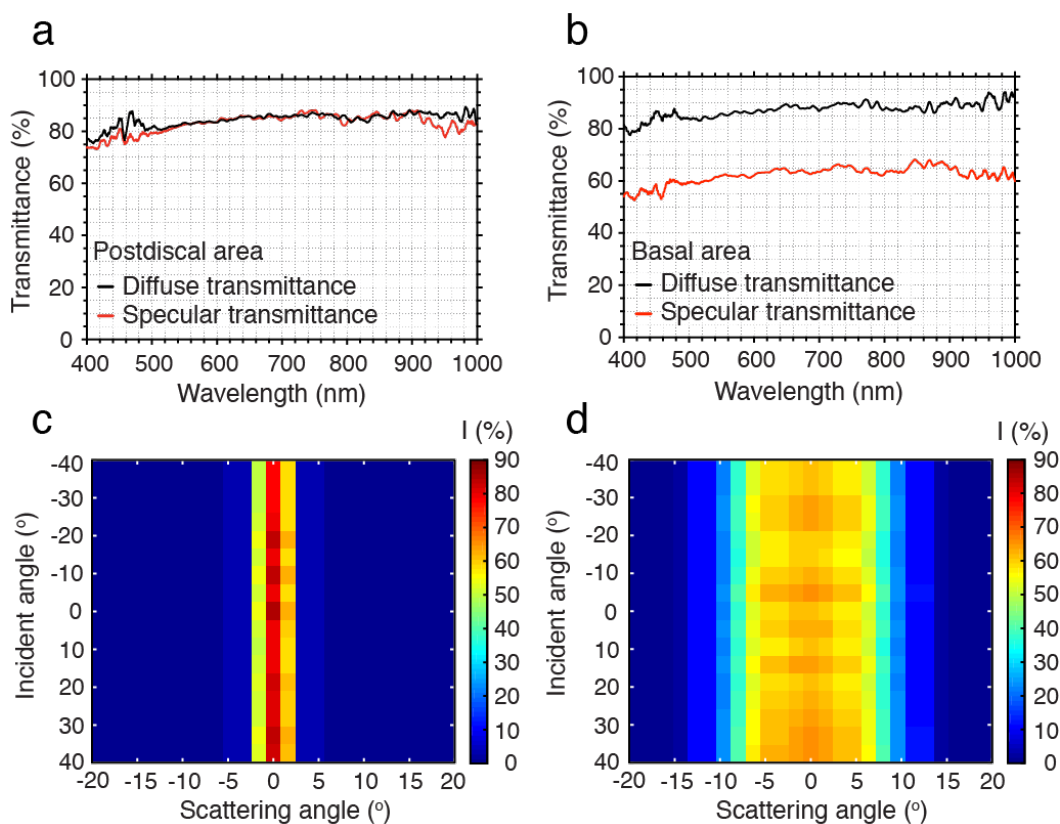 a
100
80
60
40
20
0
Transmittance (%)
Postdiscal area
Diffuse transmittance
Specular transmittance
400 500 600 700 800 900 1000
Wavelength (nm)
b
100
80
60
40
20
0
Transmittance (%)
Basal area
Diffuse transmittance
Specular transmittance
400 500 600 700 800 900 1000
Wavelength (nm)
c
I (%)
-40
-30
-20
-10
0
10
20
30
40
Incident angle (º)
-20 -15 -10 -5 0 5 10 15 20
Scattering angle (º)
90
80
70
60
50
40
30
20
10
0
d
I (%)
-40
-30
-20
-10
0
10
20
30
40
Incident angle (º)
-20 -15 -10 -5 0 5 10 15 20
Scattering angle (º)
90
80
70
60
50
40
30
20
10
0